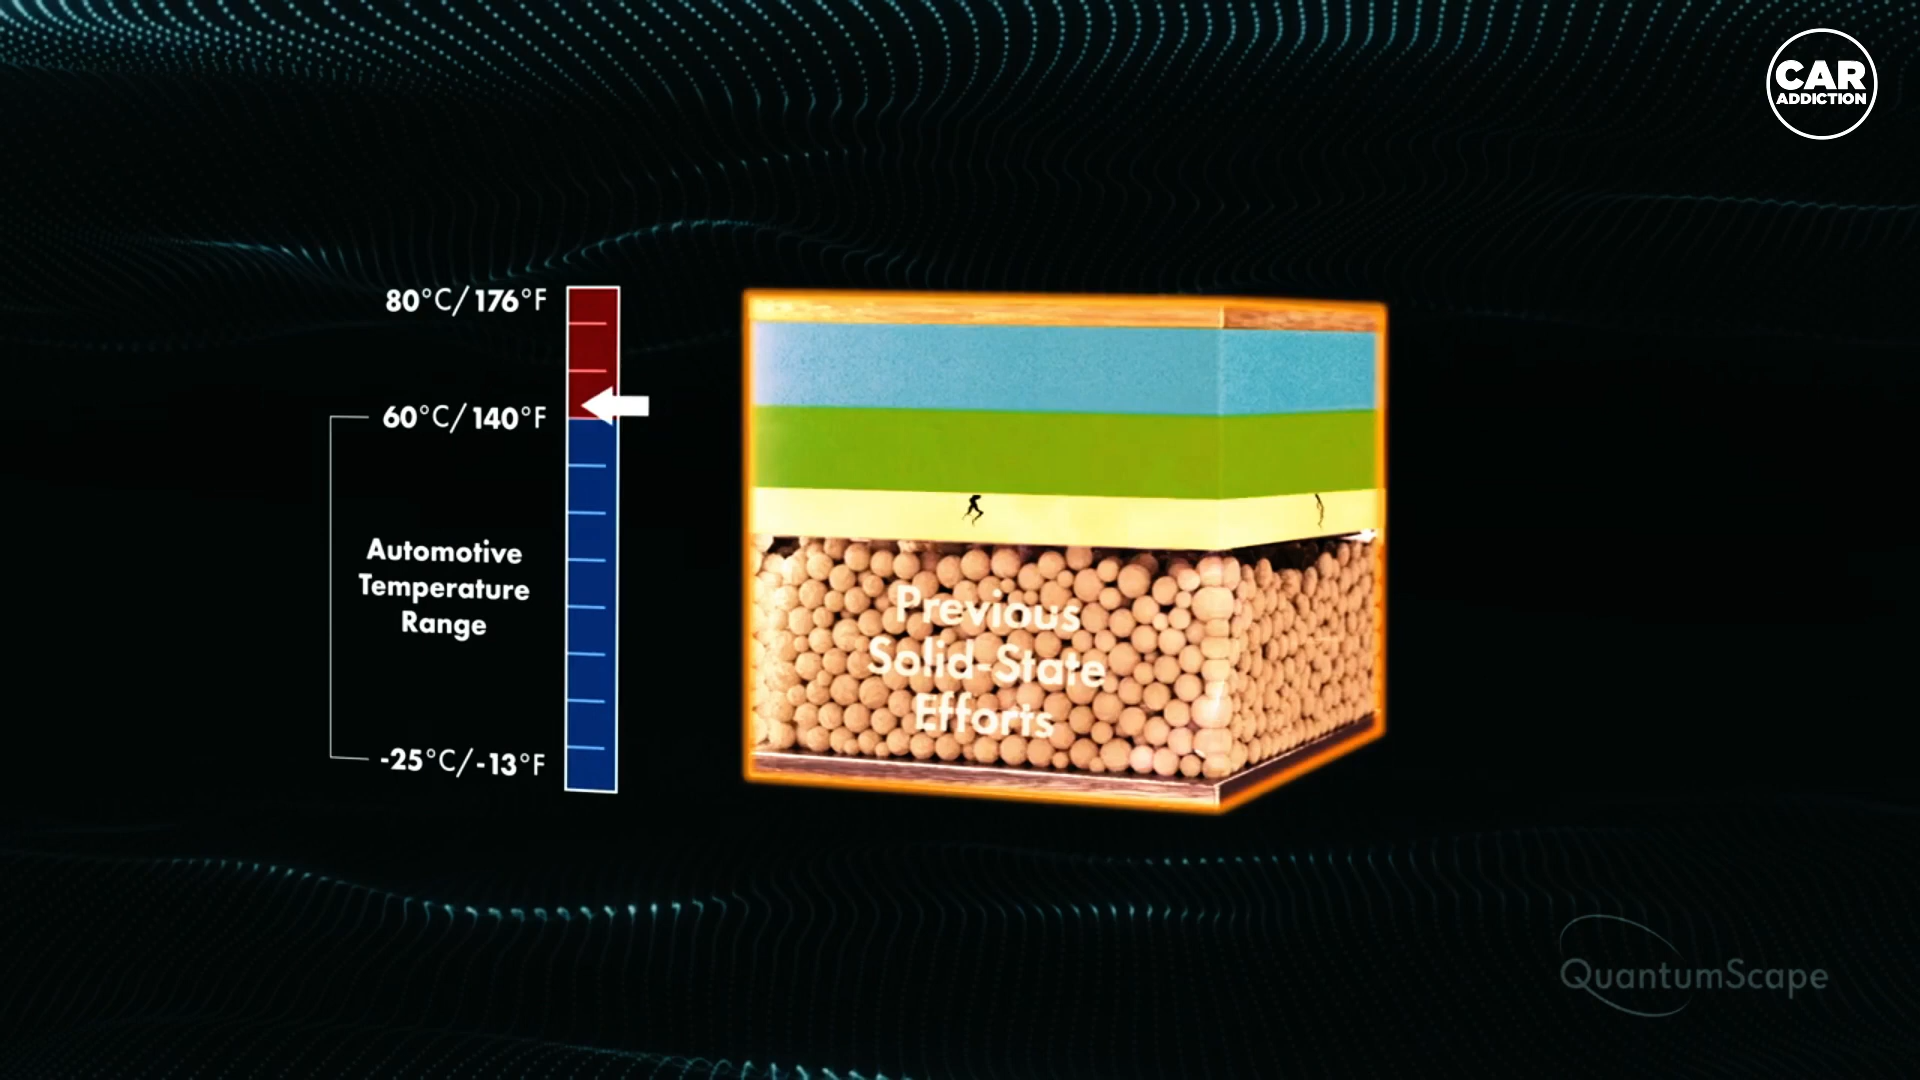 CAR
ADDICTION
80°C/176°F
60°C/140°F
Automotive
Temperature
Range
-25°C/-13°F
Previous
Solid-State
Efforts
QuantumScape